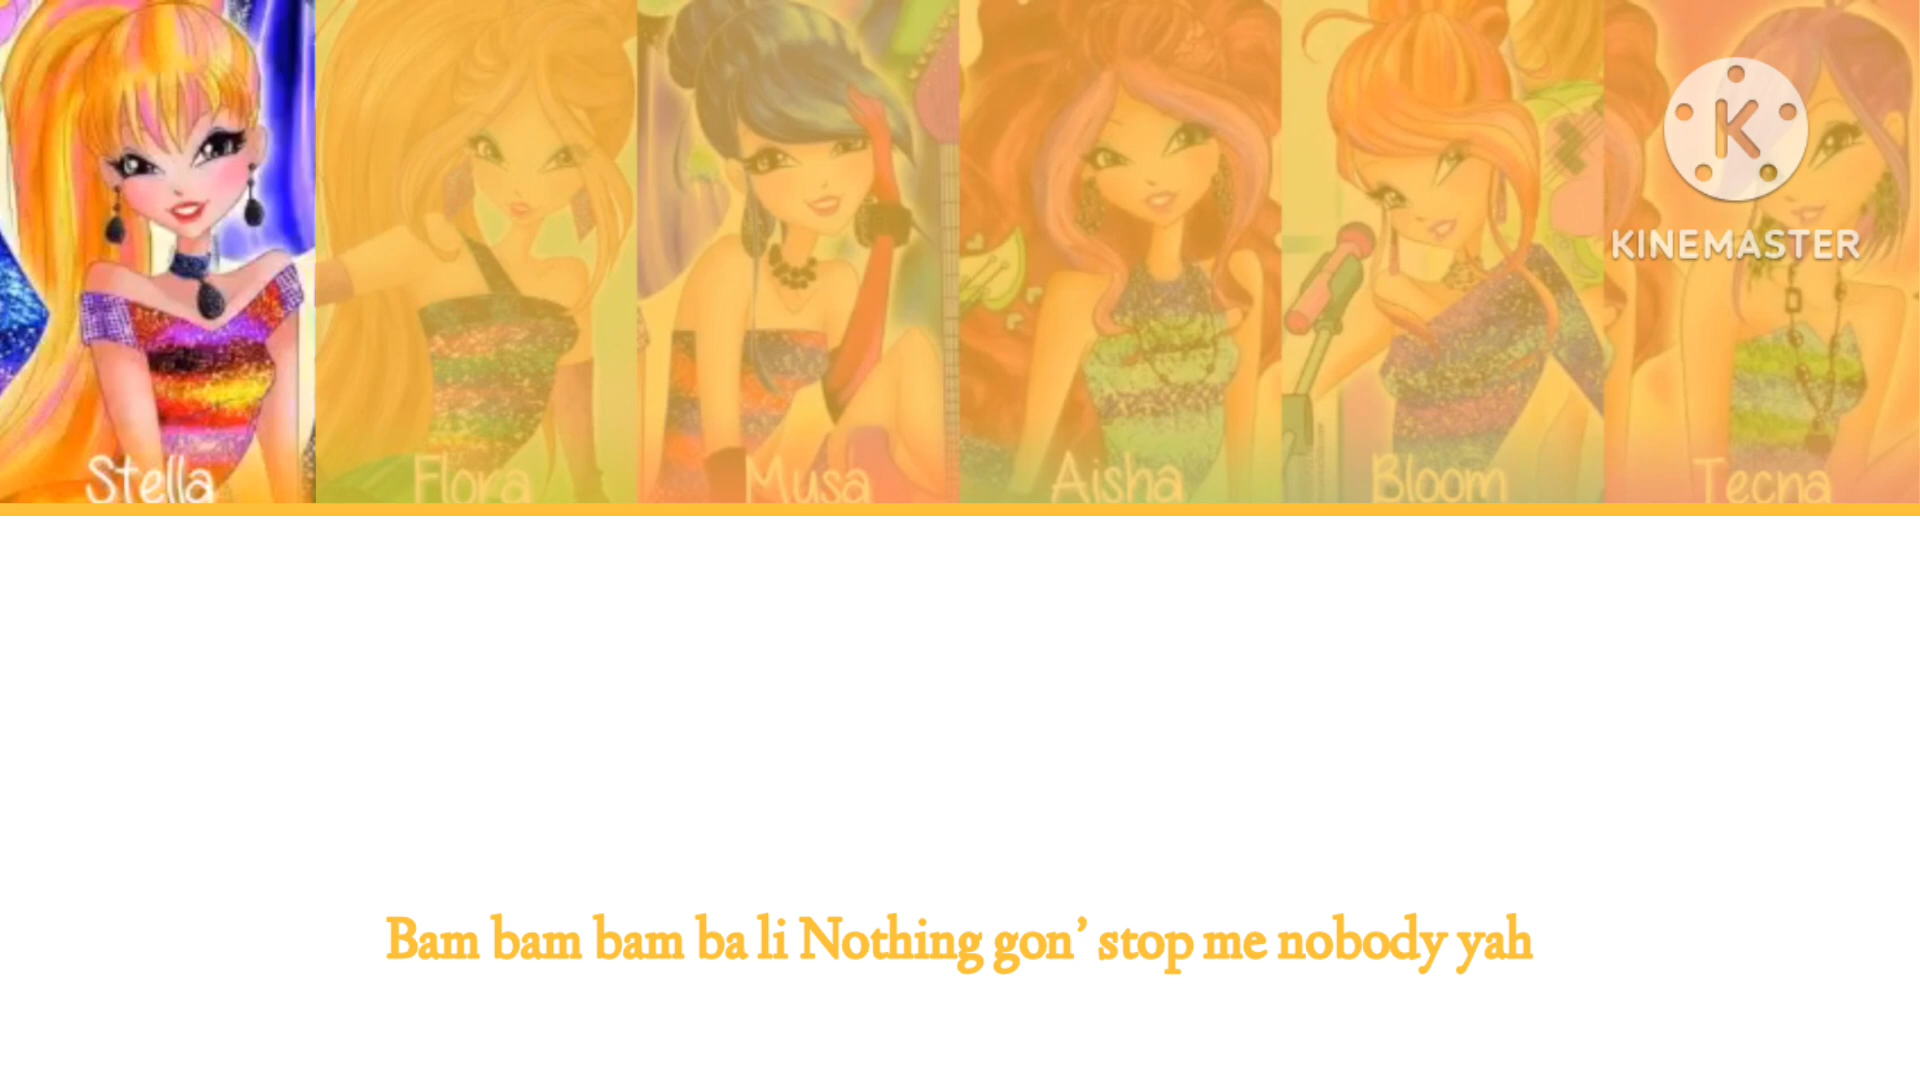 Stella
Flora
Musa
Aisha
Bloom
Tecna
K
KINEMASTER
Bam bam bam ba li Nothing gon’ stop me nobody yah